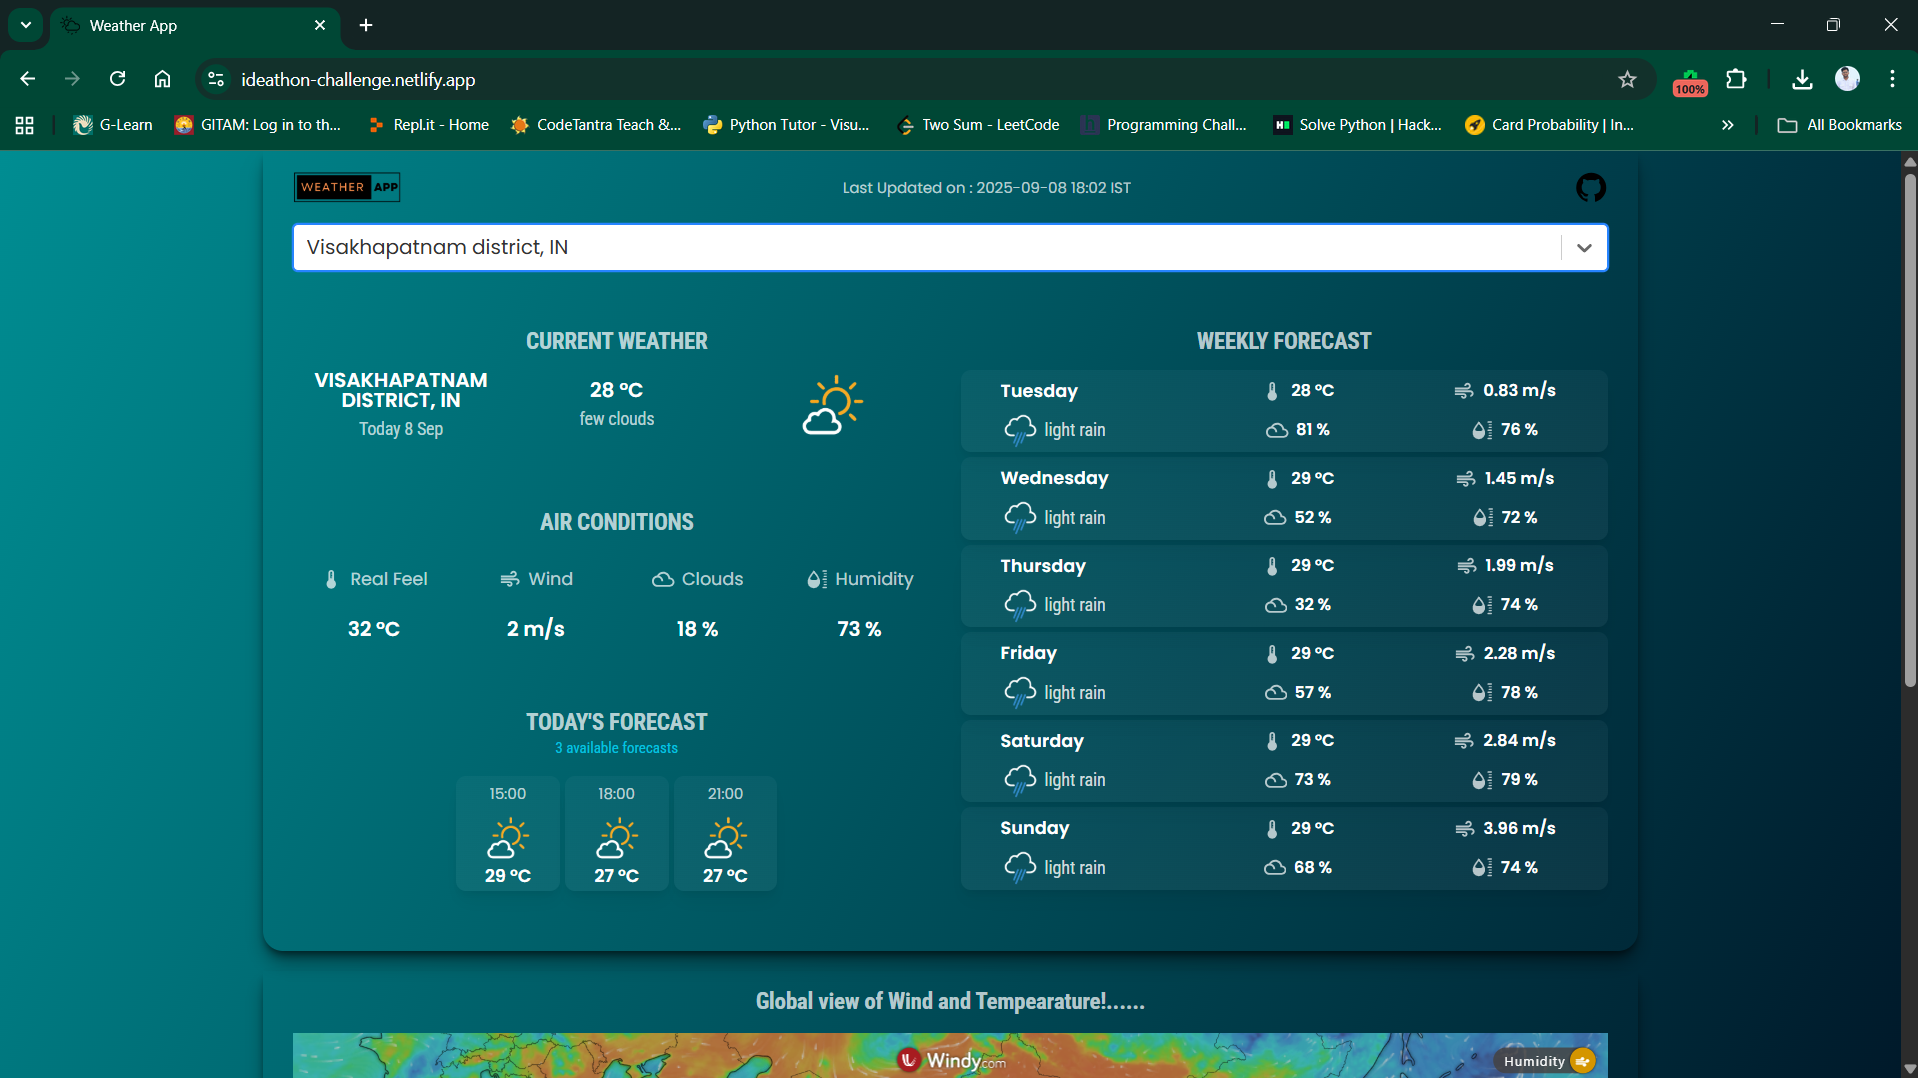 Weather App
ideathon-challenge.netlify.app
100%
G-Learn
GITAM: Log in to th...
Repl.it - Home
CodeTantra Teach &...
Python Tutor - Visu...
Two Sum - LeetCode
Programming Chall...
Solve Python | Hack...
Card Probability | In...
All Bookmarks
WEATHER APP
Last Updated on : 2025-09-08 18:02 IST
Visakhapatnam district, IN
CURRENT WEATHER
VISAKHAPATNAM
DISTRICT, IN
Today 8 Sep
28 °C
few clouds
AIR CONDITIONS
Real Feel
Wind
Clouds
Humidity
32 °C
2 m/s
18 %
73 %
TODAY'S FORECAST
3 available forecasts
15:00
18:00
21:00
29 °C
27 °C
27 °C
WEEKLY FORECAST
Tuesday
28 °C
0.83 m/s
light rain
81 %
76 %
Wednesday
29 °C
1.45 m/s
light rain
52 %
72 %
Thursday
29 °C
1.99 m/s
light rain
32 %
74 %
Friday
29 °C
2.28 m/s
light rain
57 %
78 %
Saturday
29 °C
2.84 m/s
light rain
73 %
79 %
Sunday
29 °C
3.96 m/s
light rain
68 %
74 %
Global view of Wind and Tempearature!......
Windy.com
Humidity